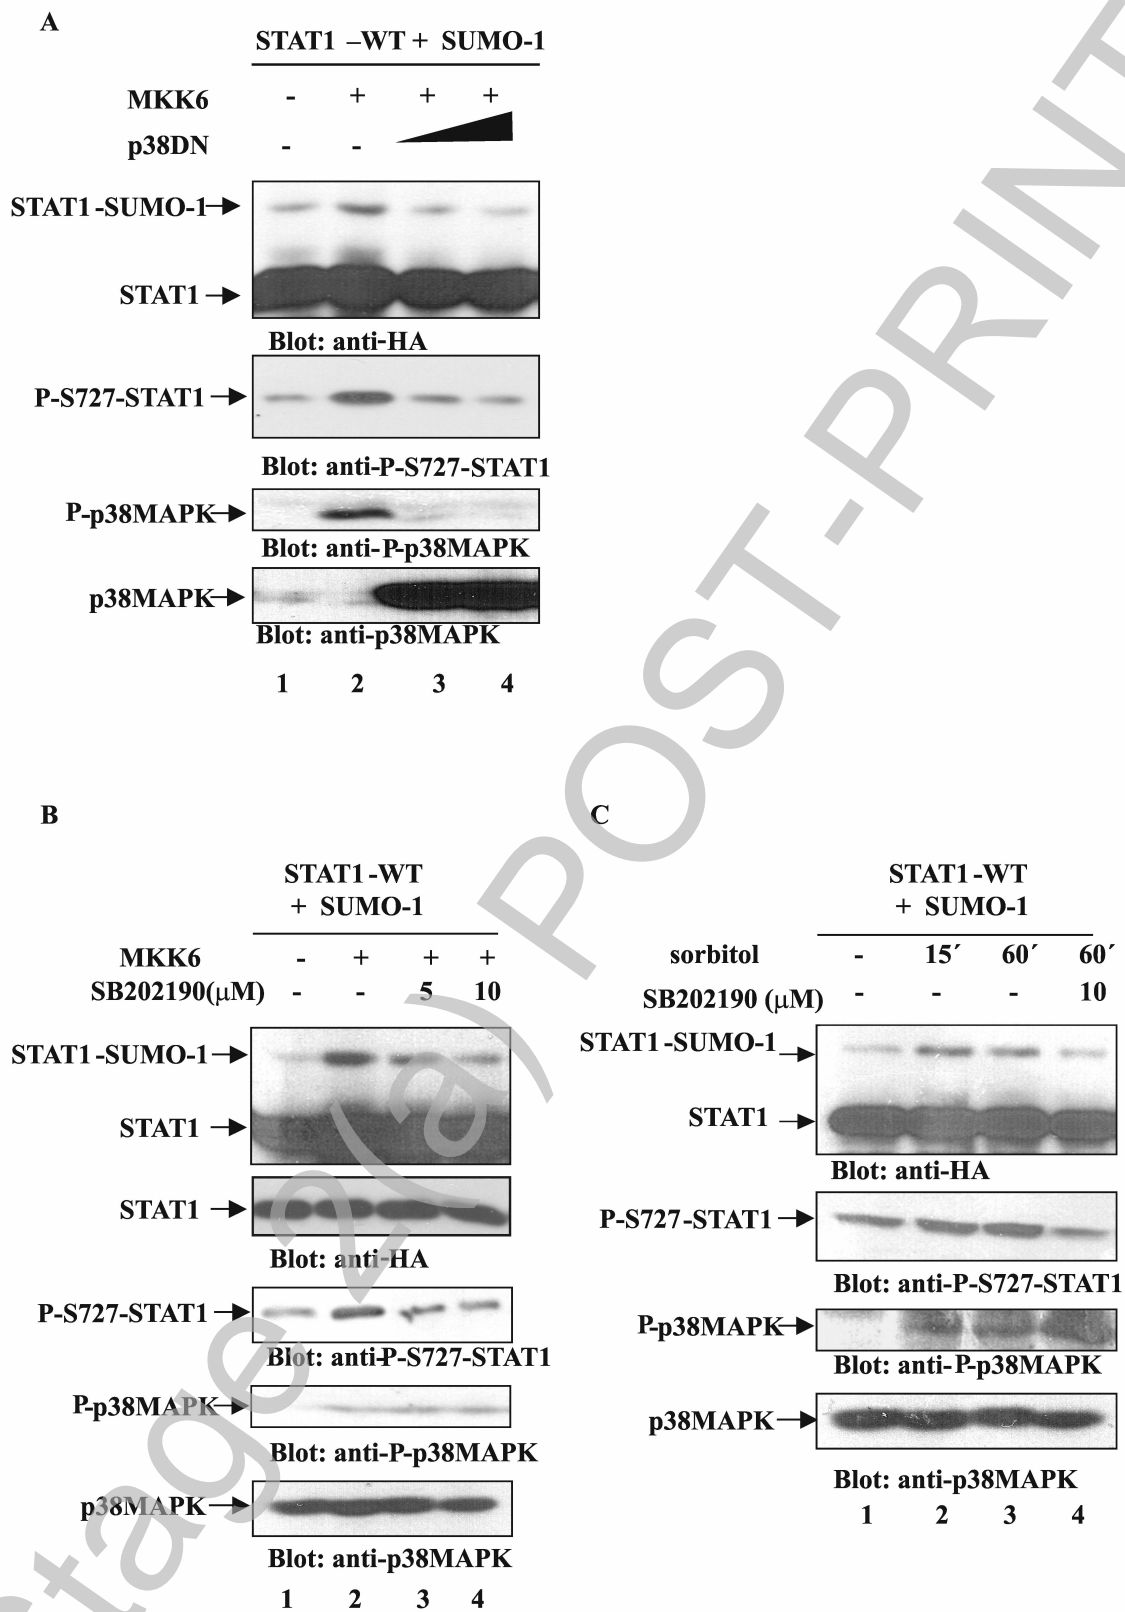 A
STAT1 –WT + SUMO-1
MKK6 - + + +
p38DN - -
STAT1-SUMO-1
STAT1
Blot: anti-HA
P-S727-STAT1
Blot: anti-P-S727-STAT1
P-p38MAPK
Blot: anti-P-p38MAPK
p38MAPK
Blot: anti-p38MAPK
1 2 3 4
B
STAT1-WT
+ SUMO-1
MKK6 - + + +
SB202190(µM) - - 5 10
STAT1-SUMO-1
STAT1
STAT1
Blot: anti-HA
P-S727-STAT1
Blot: anti-P-S727-STAT1
P-p38MAPK
Blot: anti-P-p38MAPK
p38MAPK
Blot: anti-p38MAPK
1 2 3 4
C
STAT1-WT
+ SUMO-1
sorbitol - 15´ 60´ 60´
SB202190 (µM) - - - 10
STAT1-SUMO-1
STAT1
Blot: anti-HA
P-S727-STAT1
Blot: anti-P-S727-STAT1
P-p38MAPK
Blot: anti-P-p38MAPK
p38MAPK
Blot: anti-p38MAPK
1 2 3 4
Stage 2(a) POST-PRINT